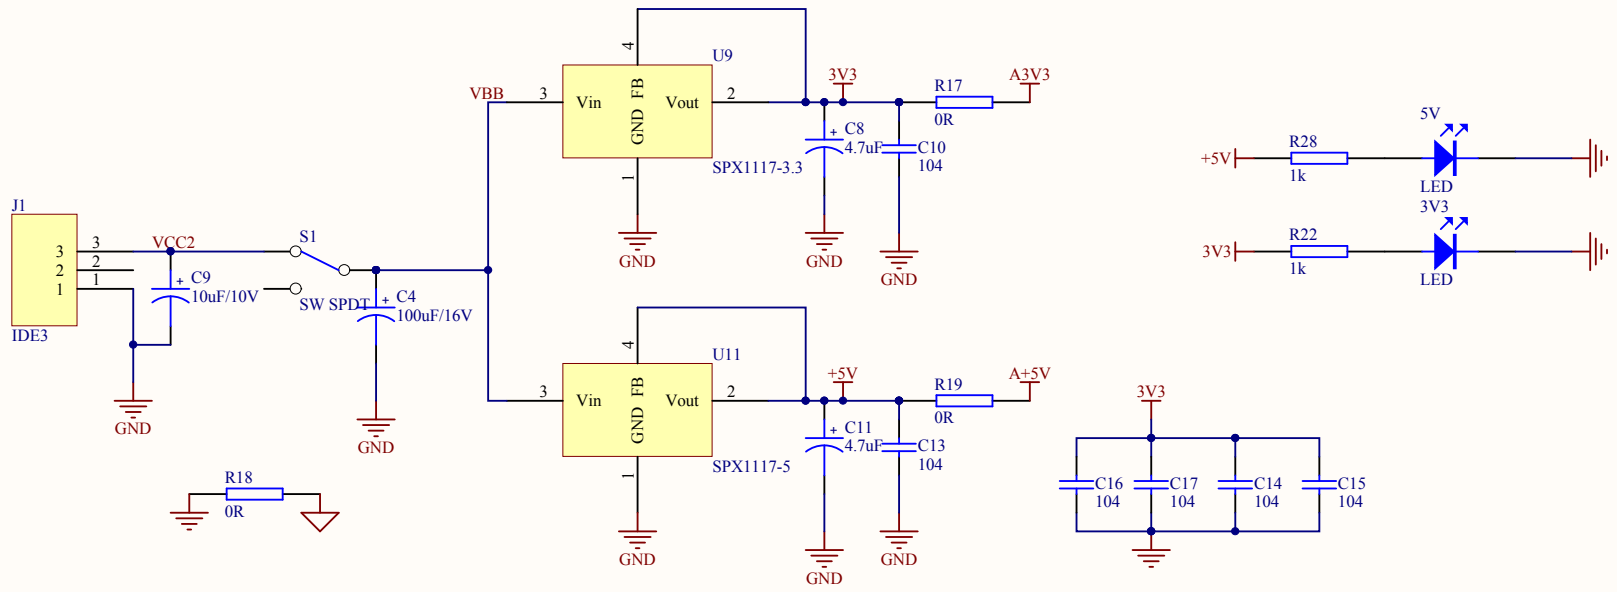 J1
3
2
1
3
2
1
IDE3
VCC2
C9
10uF/10V
GND
S1
SW SPDT
C4
100uF/16V
GND
R18
0R
VBB
3
4
U9
Vin
GND FB
Vout
2
1
SPX1117-3.3
GND
3V3
C8
4.7uF
GND
C10
104
GND
R17
0R
A3V3
3
4
U11
Vin
GND FB
Vout
2
1
SPX1117-5
GND
+5V
C11
4.7uF
GND
C13
104
GND
R19
0R
A+5V
+5V
R28
1k
5V
LED
3V3
R22
1k
3V3
LED
3V3
C16
104
C17
104
C14
104
C15
104